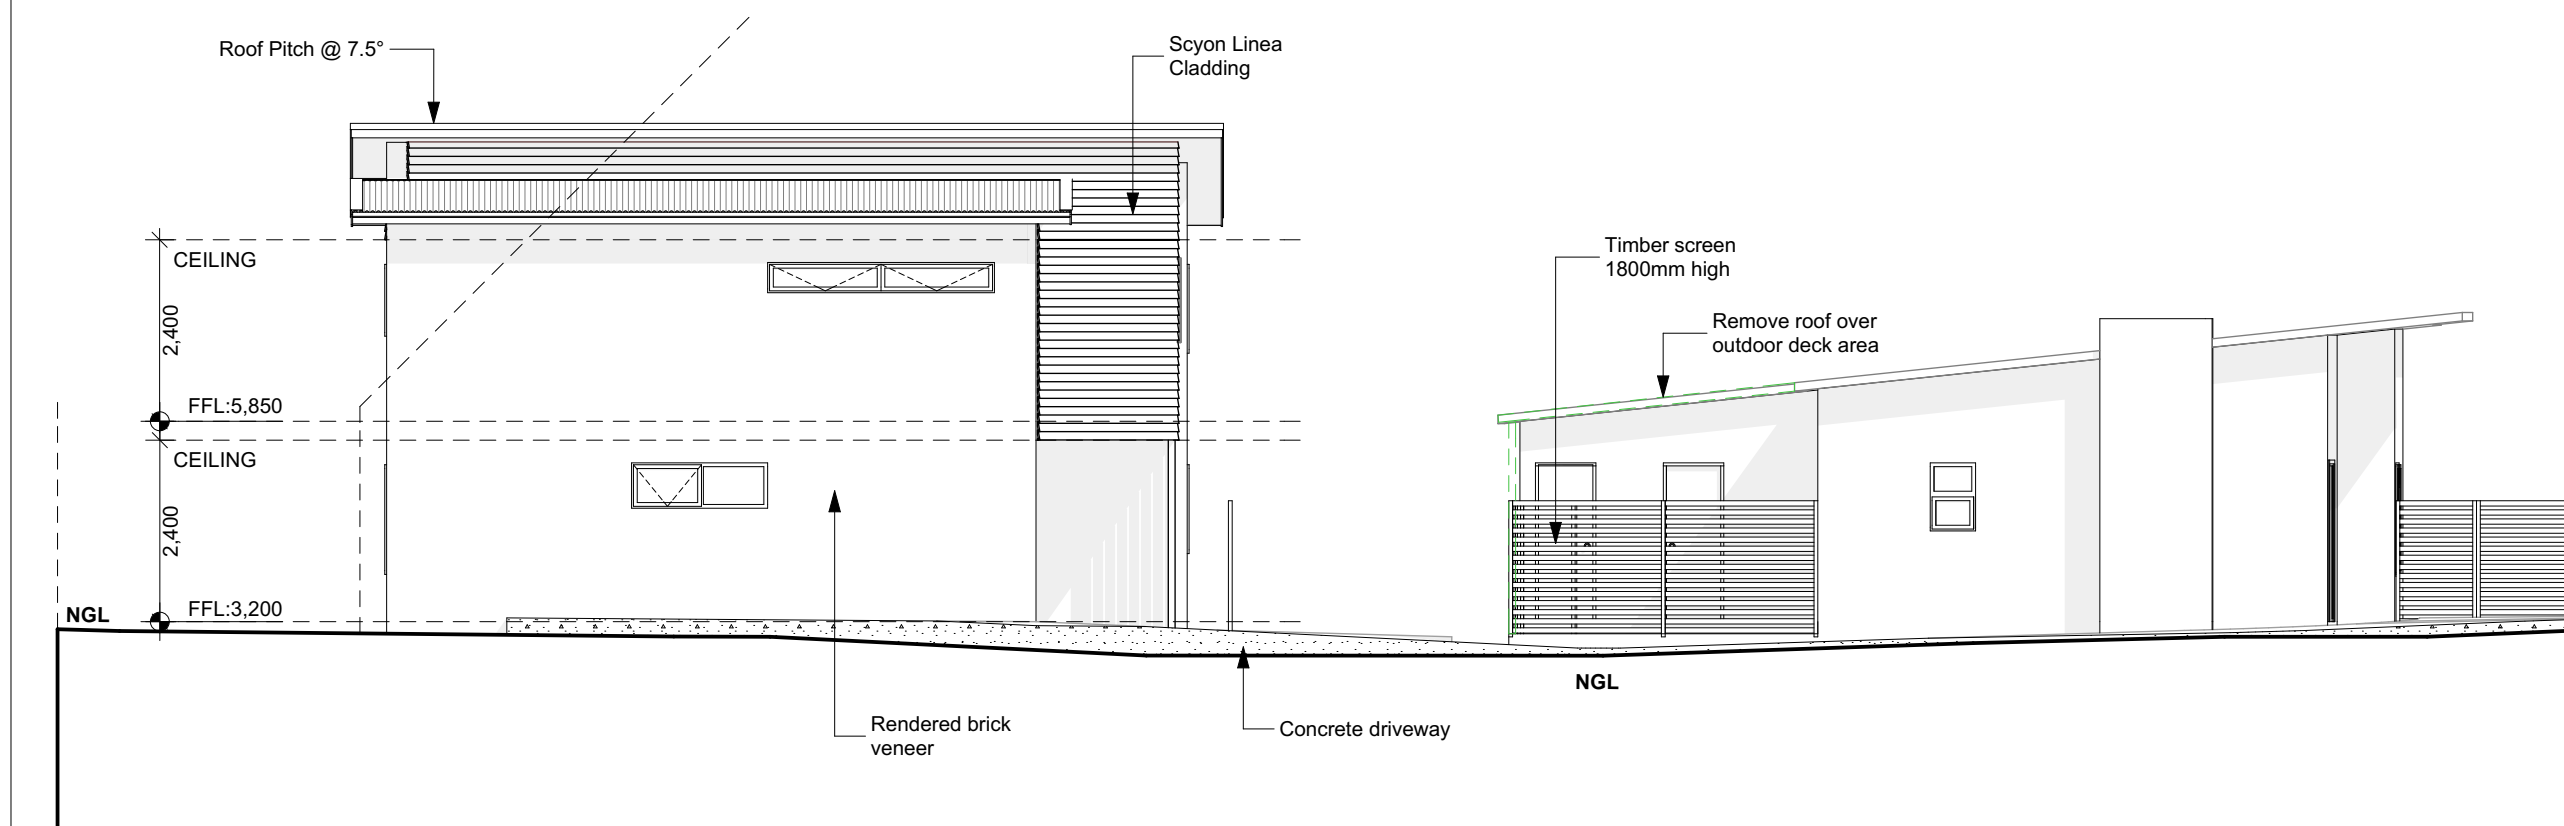 Roof Pitch @ 7.5°
Scyon Linea
Cladding
Timber screen
1800mm high
CEILING
2,400
Remove roof over
outdoor deck area
FFL:5,850
CEILING
2,400
FFL:3,200
NGL
NGL
Rendered brick
veneer
Concrete driveway